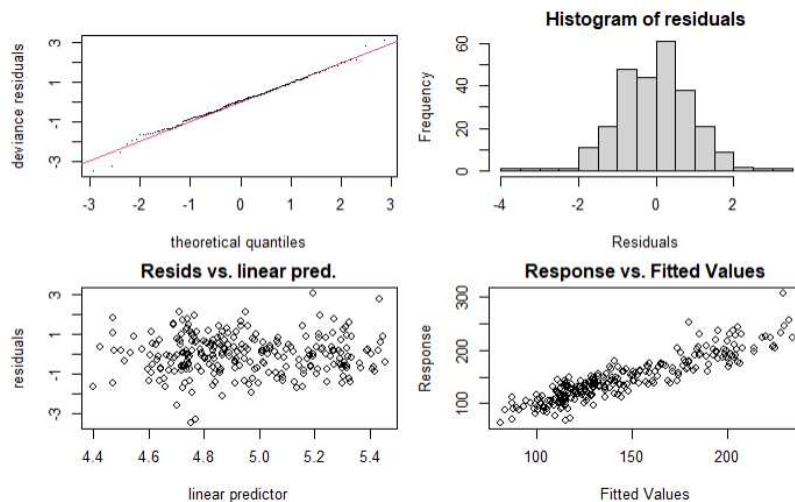 deviance residuals
3
1
-1
-3
-3 -2 -1 0 1 2 3
theoretical quantiles
Histogram of residuals
Frequency
60
40
20
0
-4 -2 0 2
Residuals
Resids vs. linear pred.
residuals
3
1
-1
-3
4.4 4.6 4.8 5.0 5.2 5.4
linear predictor
Response vs. Fitted Values
Response
300
200
100
100 150 200
Fitted Values